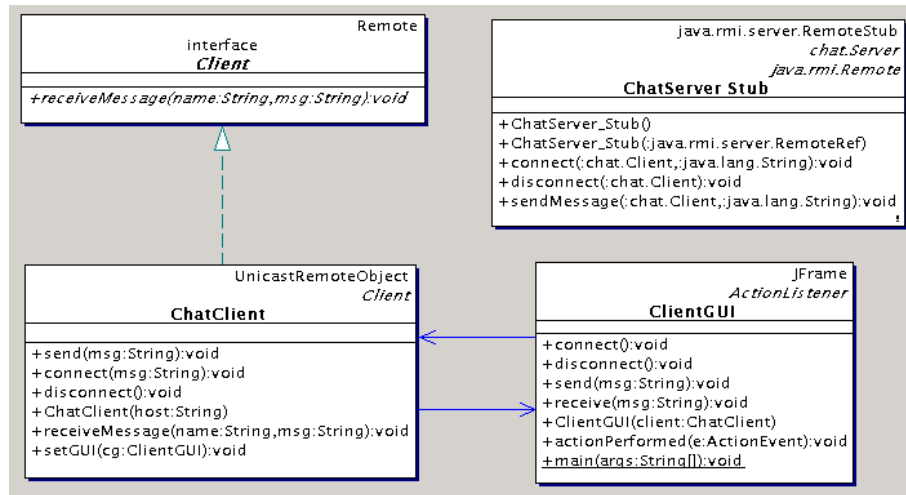 Remote
interface
Client
+receiveMessage(name:String,msg:String):void
java.rmi.server.RemoteStub
chat.Server
java.rmi.Remote
ChatServer Stub
+ChatServer_Stub()
+ChatServer_Stub(:java.rmi.server.RemoteRef)
+connect(:chat.Client,:java.lang.String):void
+disconnect(:chat.Client):void
+sendMessage(:chat.Client,:java.lang.String):void
!
UnicastRemoteObject
Client
ChatClient
+send(msg:String):void
+connect(msg:String):void
+disconnect():void
+ChatClient(host:String)
+receiveMessage(name:String,msg:String):void
+setGUI(cg:ClientGUI):void
JFrame
ActionListener
ClientGUI
+connect():void
+disconnect():void
+send(msg:String):void
+receive(msg:String):void
+ClientGUI(client:ChatClient)
+actionPerformed(e:ActionEvent):void
+main(args:String[]):void